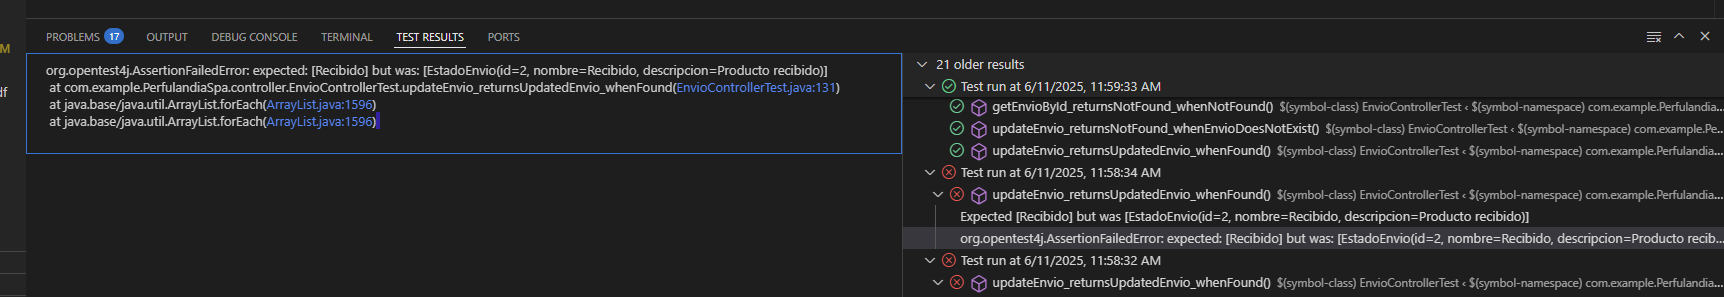 PROBLEMS 17 OUTPUT DEBUG CONSOLE TERMINAL TEST RESULTS PORTS
M
df
org.opentest4j.AssertionFailedError: expected: [Recibido] but was: [EstadoEnvio(id=2, nombre=Recibido, descripcion=Producto recibido)]
at com.example.PerfulandiaSpa.controller.EnvioControllerTest.updateEnvio_returnsUpdatedEnvio_whenFound(EnvioControllerTest.java:131)
at java.base/java.util.ArrayList.forEach(ArrayList.java:1596)
at java.base/java.util.ArrayList.forEach(ArrayList.java:1596)
21 older results
Test run at 6/11/2025, 11:59:33 AM
getEnvioById_returnsNotFound_whenNotFound() $(symbol-class) EnvioControllerTest ‹ $(symbol-namespace) com.example.Perfulandia...
updateEnvio_returnsNotFound_whenEnvioDoesNotExist() $(symbol-class) EnvioControllerTest ‹ $(symbol-namespace) com.example.Perfu...
updateEnvio_returnsUpdatedEnvio_whenFound() $(symbol-class) EnvioControllerTest ‹ $(symbol-namespace) com.example.Perfulandia...
Test run at 6/11/2025, 11:58:34 AM
updateEnvio_returnsUpdatedEnvio_whenFound() $(symbol-class) EnvioControllerTest ‹ $(symbol-namespace) com.example.Perfulandia...
Expected [Recibido] but was [EstadoEnvio(id=2, nombre=Recibido, descripcion=Producto recibido)]
org.opentest4j.AssertionFailedError: expected: [Recibido] but was: [EstadoEnvio(id=2, nombre=Recibido, descripcion=Producto recib...
Test run at 6/11/2025, 11:58:32 AM
updateEnvio_returnsUpdatedEnvio_whenFound() $(symbol-class) EnvioControllerTest ‹ $(symbol-namespace) com.example.Perfulandia...